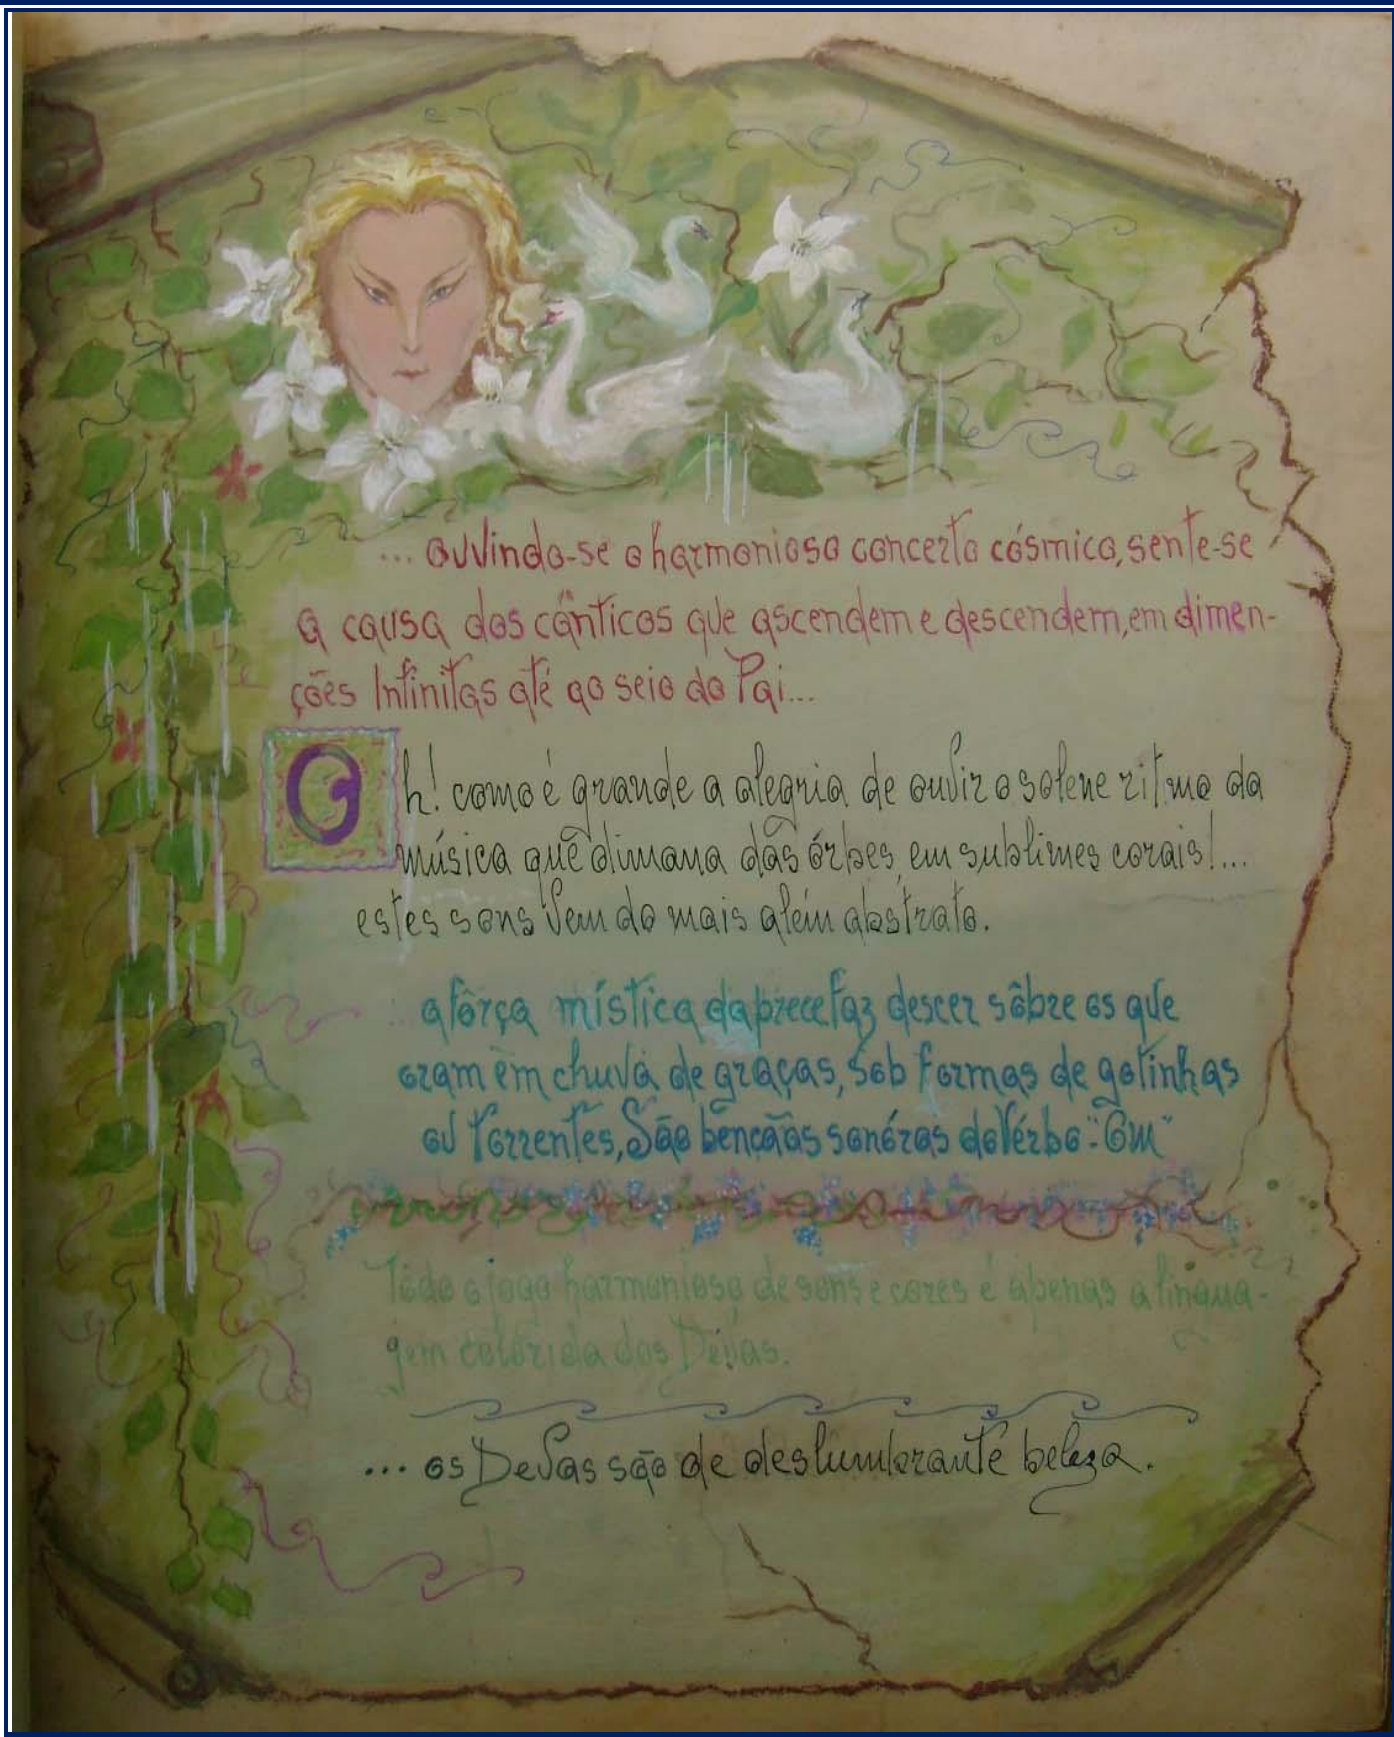 ... ouvindo-se o harmonioso concerto cósmico, sente-se
a causa dos cânticos que ascendem e descendem, em dimen-
ções Infinitas até ao seio do Pai...
Oh! como é grande a alegria de ouvir o solene ritmo da
música que dimana das órbes, em sublimes corais!...
estes sons vem do mais além abstrato.
a fôrça mística da prece faz descer sôbre os que
oram em chuva de graças, sob formas de gotinhas
ou torrentes, São bençãos sonóras do Vérbo - "Om"
Todo o jogo harmonioso de sons e cores é apenas a lingua-
gem colorida dos Devas.
... os Devas são de deslumbrante beleza.